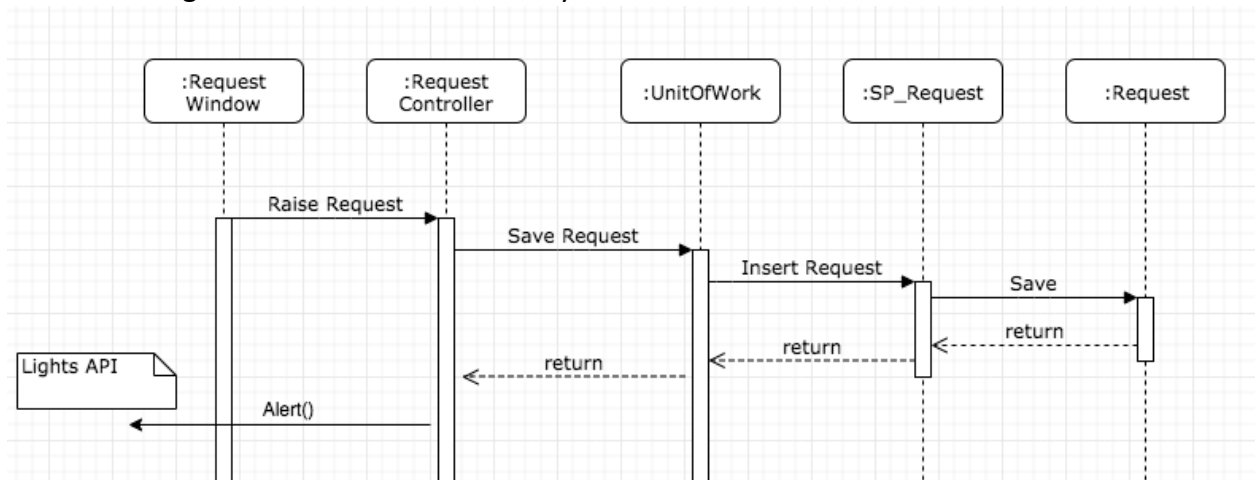 :Request
Window
:Request
Controller
:UnitOfWork
:SP_Request
:Request
Raise Request
Save Request
Insert Request
Save
return
return
return
Lights API
Alert()